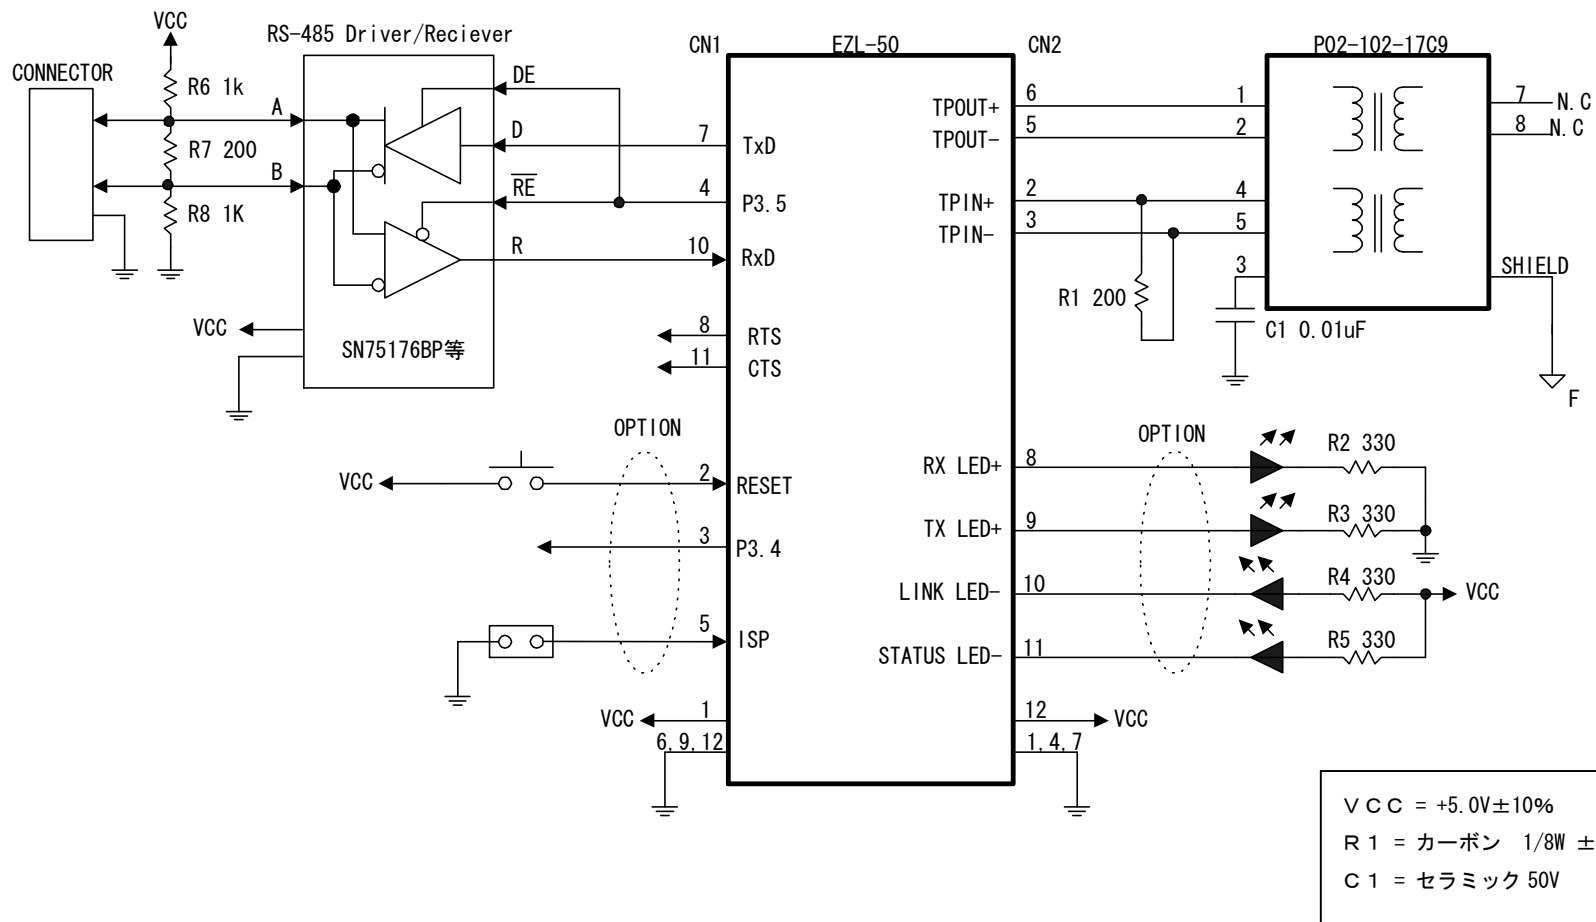 VCC
RS-485 Driver/Reciever
CN1
EZL-50
CN2
PO2-102-17C9
CONNECTOR
R6 1k
A
DE
D
7
TxD
R7 200
B
RE
4
P3.5
R8 1K
R
10
RxD
VCC
SN75176BP等
8
RTS
11
CTS
TPOUT+
6
1
7
N.C
TPOUT-
5
2
8
N.C
TPIN+
2
4
TPIN-
3
5
3
SHIELD
R1 200
C1 0.01uF
F
OPTION
VCC
2
RESET
3
P3.4
5
ISP
VCC
1
6,9,12
OPTION
RX LED+
8
R2 330
TX LED+
9
R3 330
LINK LED-
10
R4 330
VCC
STATUS LED-
11
R5 330
12
VCC
1,4,7
ＶＣＣ = +5.0V±10%
Ｒ１ = カーボン 1/8W ±
Ｃ１ = セラミック 50V